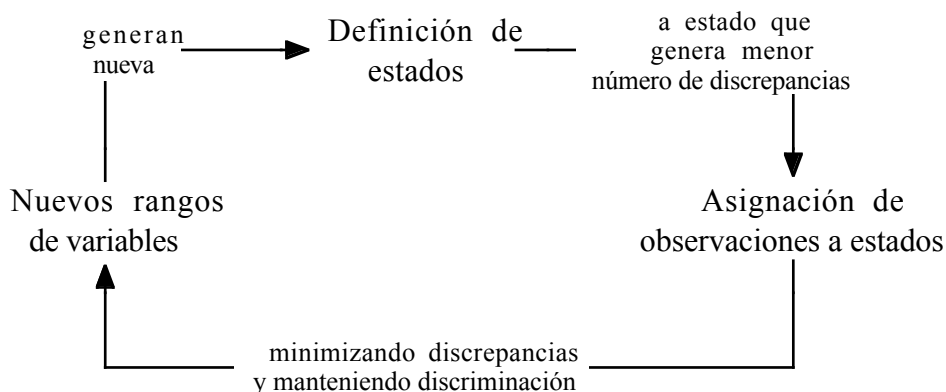 generan
nueva
Definición de
estados
a estado que
genera menor
número de discrepancias
Asignación de
observaciones a estados
minimizando discrepancias
y manteniendo discriminación
Nuevos rangos
de variables